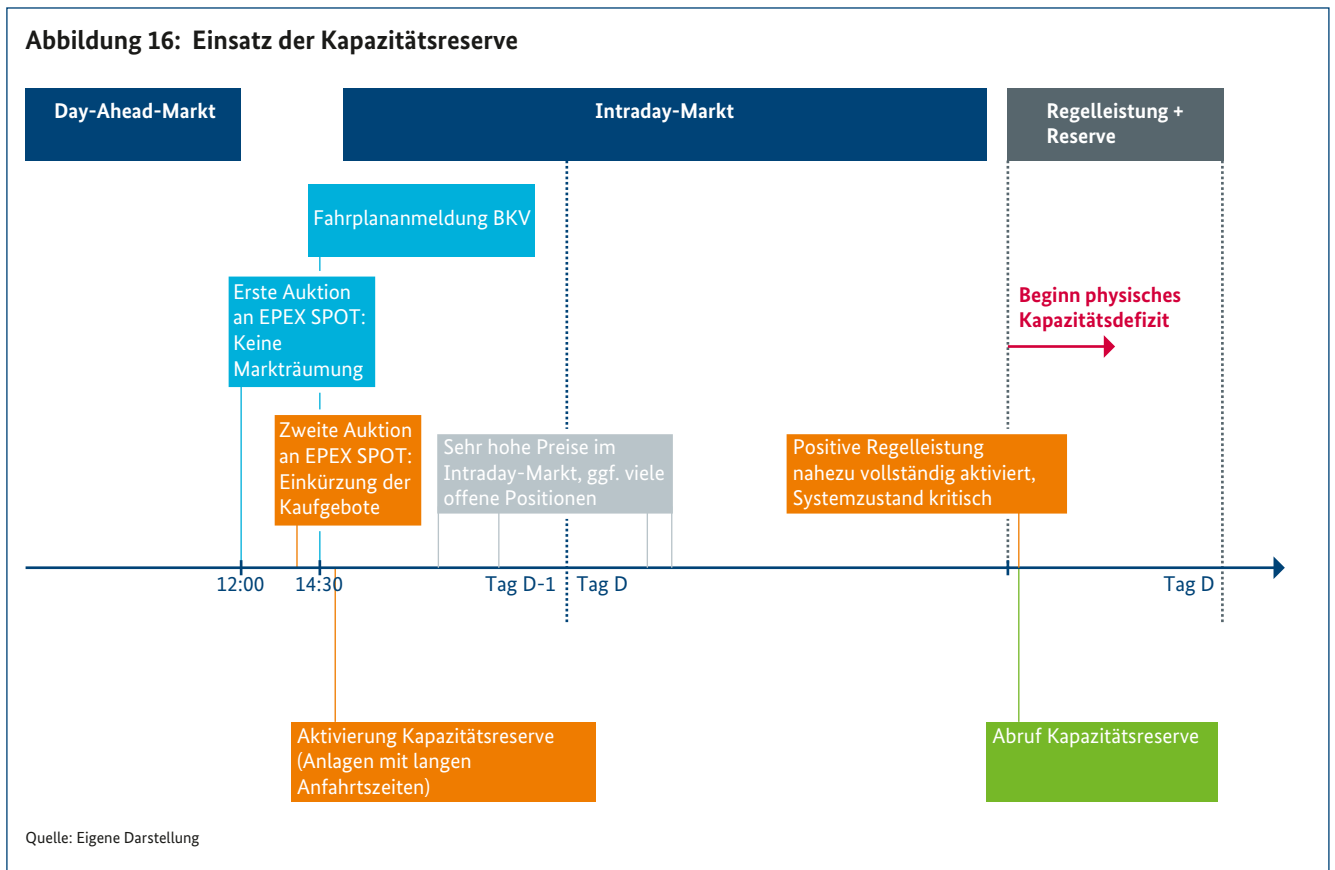 Abbildung 16: Einsatz der Kapazitätsreserve
Day-Ahead-Markt
Intraday-Markt
Regelleistung +
Reserve
Fahrplananmeldung BKV
Erste Auktion
an EPEX SPOT:
Keine
Markträumung
Beginn physisches
Kapazitätsdefizit
Zweite Auktion
an EPEX SPOT:
Einkürzung der
Kaufgebote
Sehr hohe Preise im
Intraday-Markt, ggf. viele
offene Positionen
Positive Regelleistung
nahezu vollständig aktiviert,
Systemzustand kritisch
12:00
14:30
Tag D-1
Tag D
Tag D
Aktivierung Kapazitätsreserve
(Anlagen mit langen
Anfahrtszeiten)
Abruf Kapazitätsreserve
Quelle: Eigene Darstellung